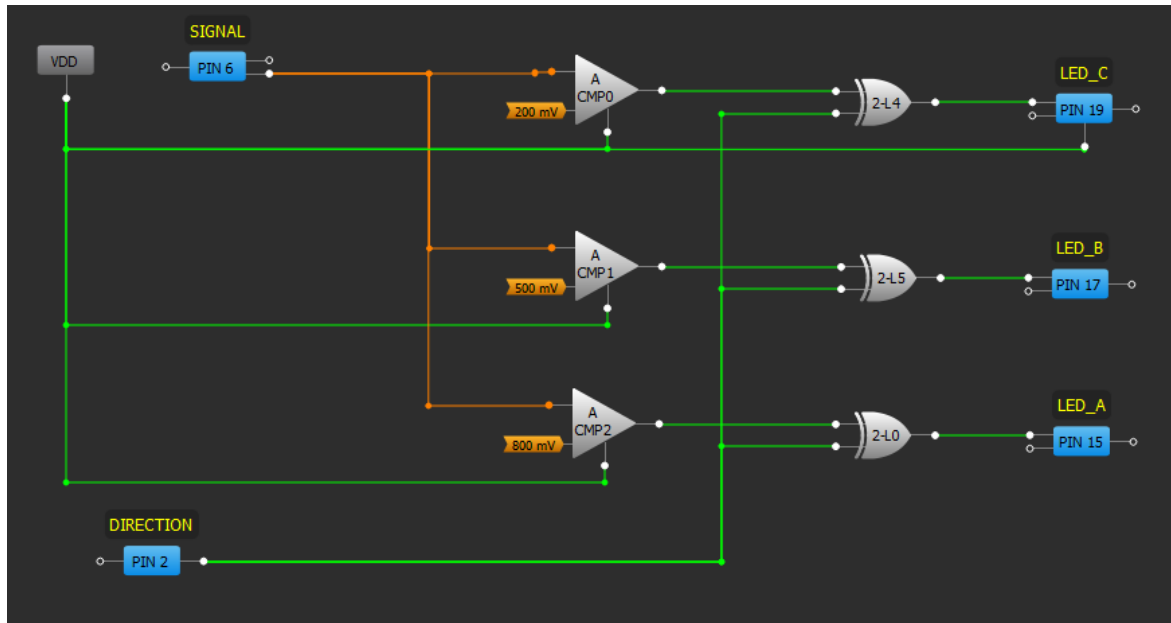 SIGNAL
VDD
PIN 6
A
CMP0
200 mV
2-L4
LED_C
PIN 19
A
CMP1
500 mV
2-L5
LED_B
PIN 17
A
CMP2
800 mV
2-L0
LED_A
PIN 15
DIRECTION
PIN 2